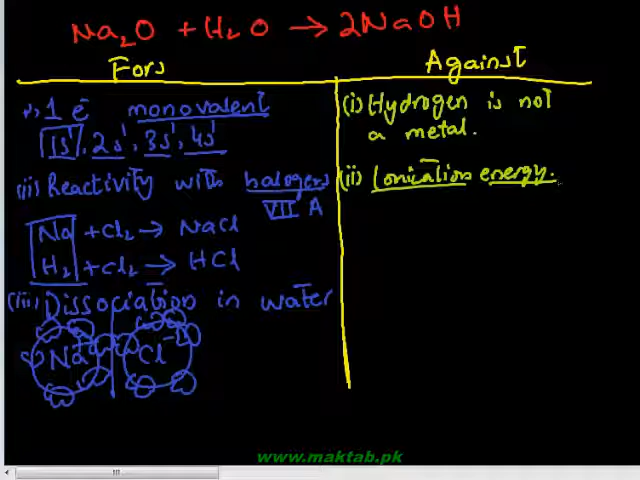 Na₂O + H₂O → 2NaOH
Fors
Against
(i) 1 e⁻ monovalent
1s¹, 2s¹, 3s¹, 4s¹
(ii) Reactivity with halogens
VII A
Na + Cl₂ → NaCl
H₂ + Cl₂ → HCl
(iii) Dissociation in water
Na⁺ Cl⁻
(i) Hydrogen is not
a metal.
(ii) Ionization energy.
www.maktab.pk